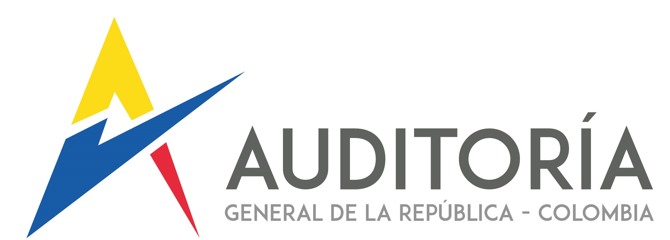 AUDITORÍA
GENERAL DE LA REPÚBLICA - COLOMBIA